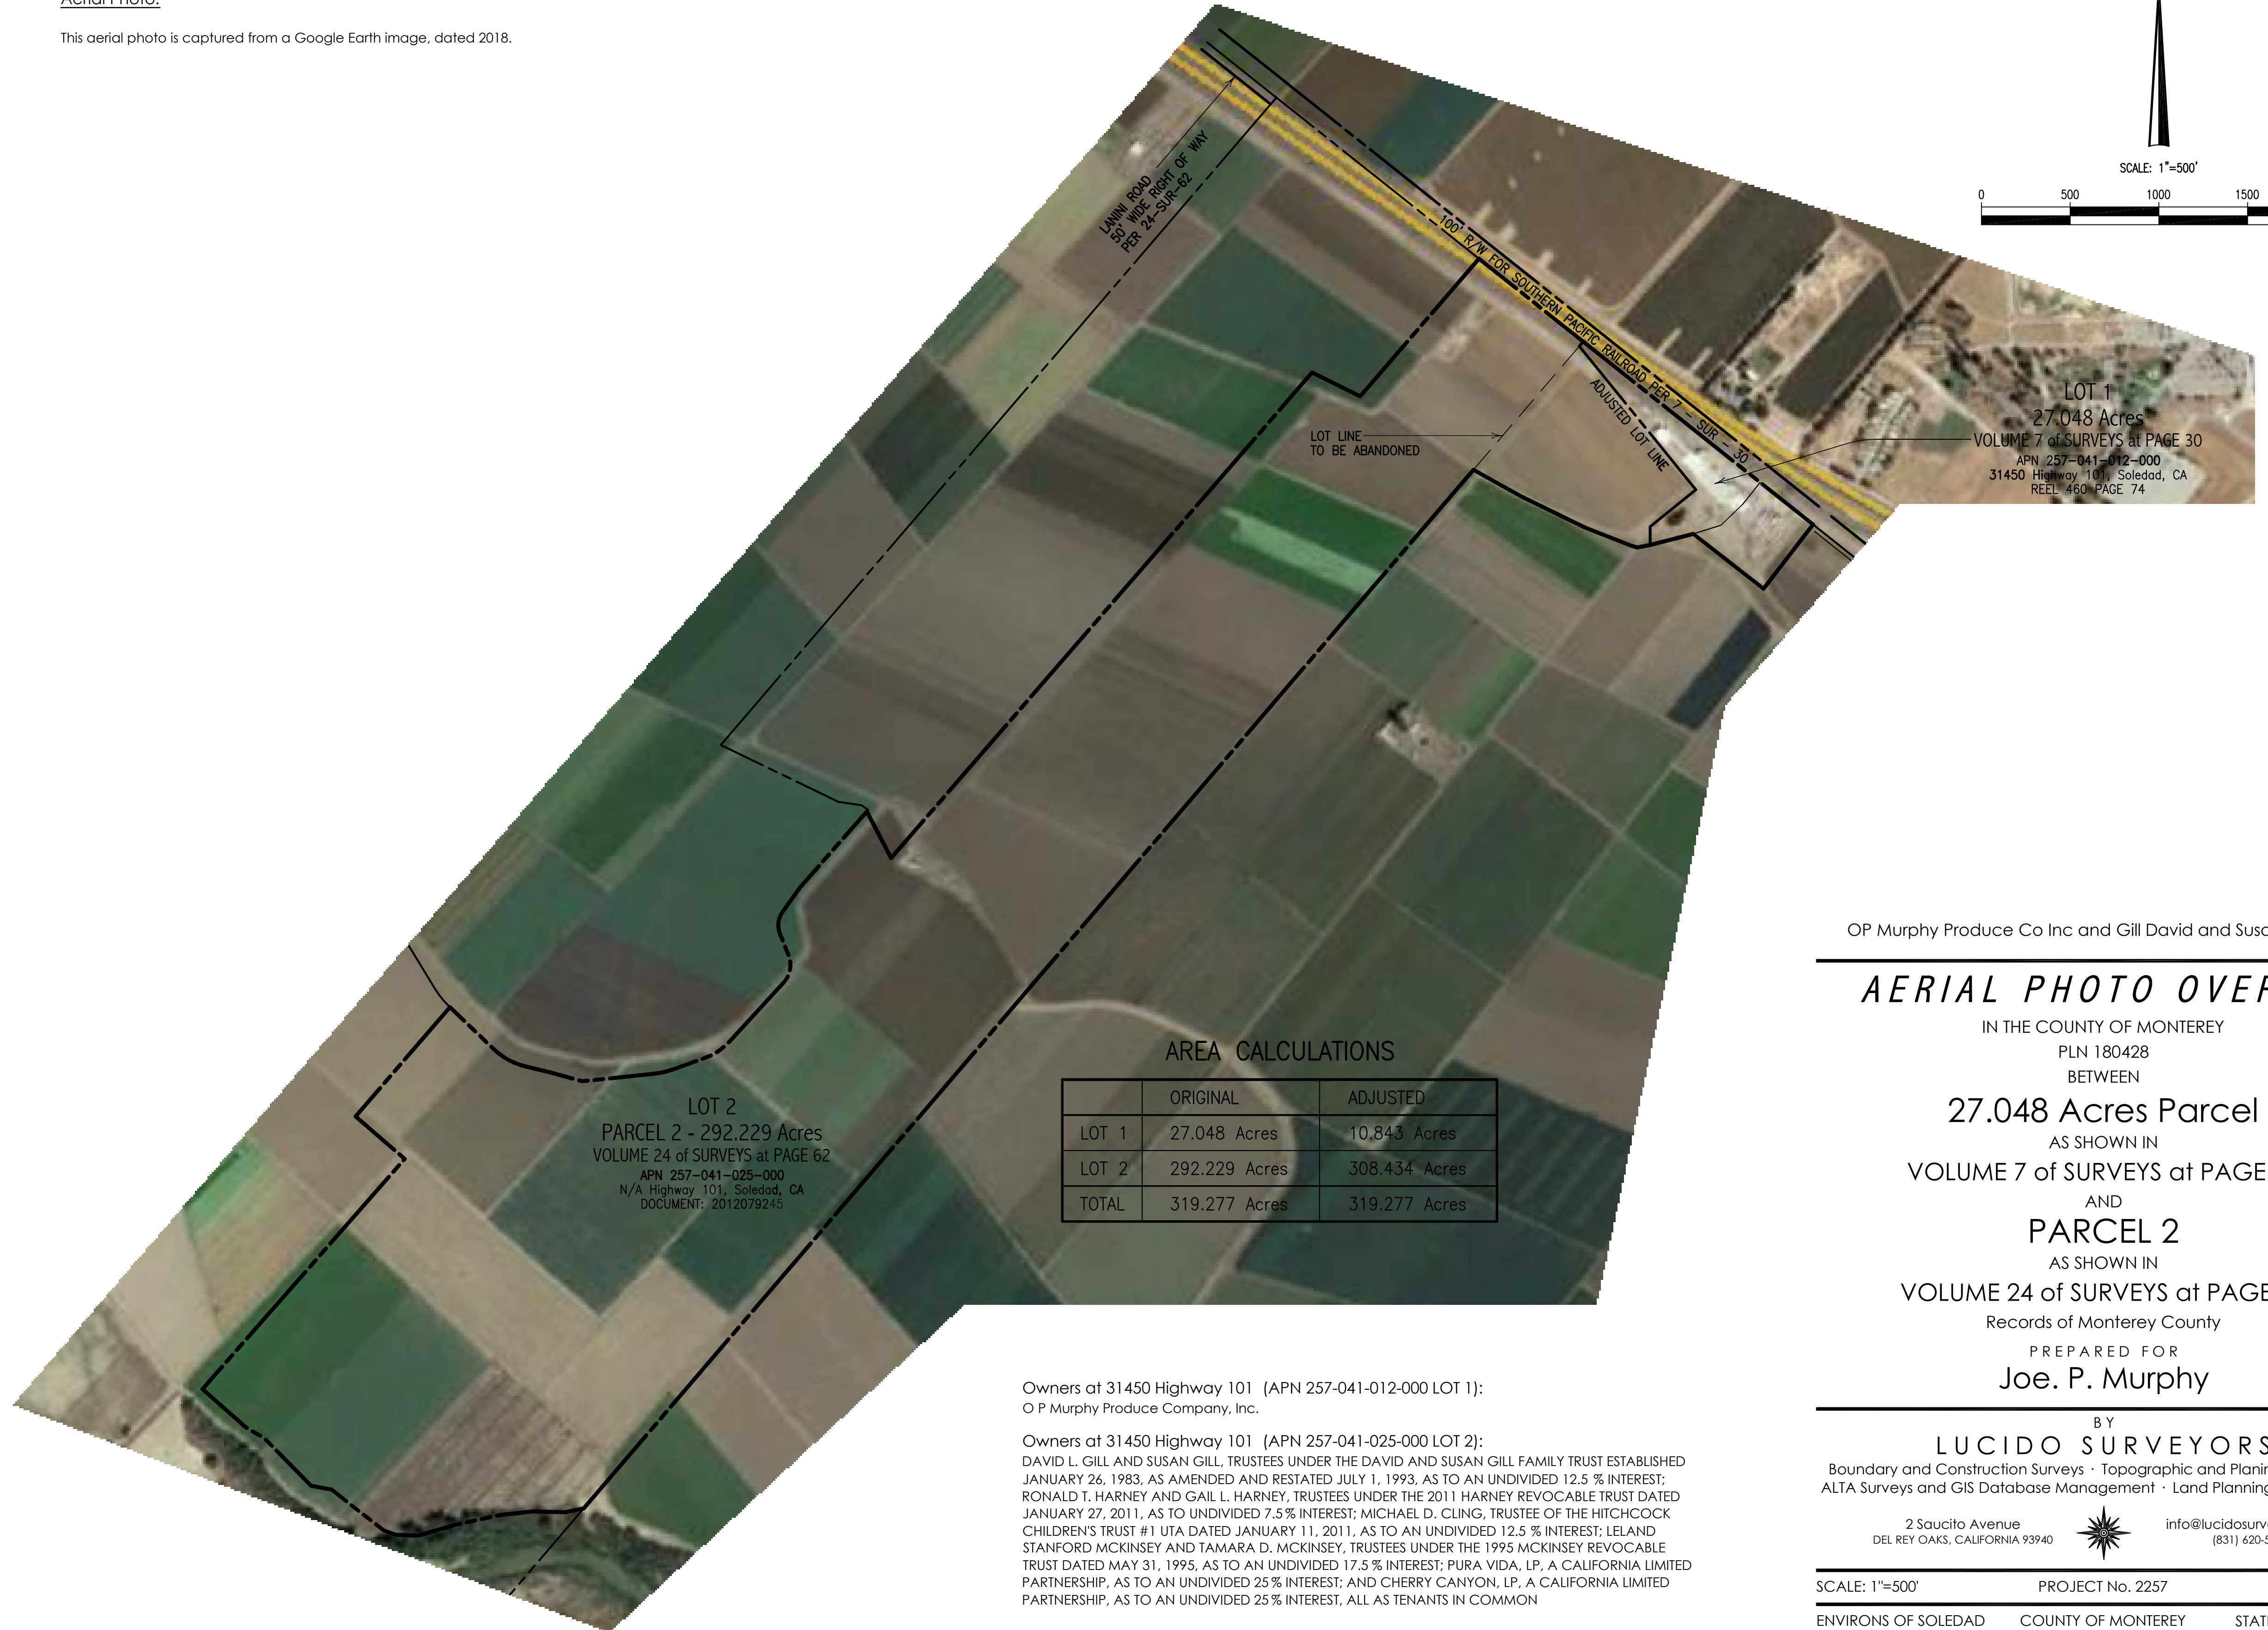 Aerial Photo:
This aerial photo is captured from a Google Earth image, dated 2018.
SCALE: 1"=500'
0 500 1000 1500
LANINI ROAD
50' WIDE RIGHT OF WAY
PER 24-SUR-62
100' R/W FOR SOUTHERN PACIFIC RAILROAD PER 7 - SUR - 30
ADJUSTED LOT LINE
LOT LINE
TO BE ABANDONED
LOT 1
27.048 Acres
VOLUME 7 of SURVEYS at PAGE 30
APN 257-041-012-000
31450 Highway 101, Soledad, CA
REEL 460 PAGE 74
LOT 2
PARCEL 2 - 292.229 Acres
VOLUME 24 of SURVEYS at PAGE 62
APN 257-041-025-000
N/A Highway 101, Soledad, CA
DOCUMENT: 2012079245
AREA CALCULATIONS
ORIGINAL ADJUSTED
LOT 1 27.048 Acres 10.843 Acres
LOT 2 292.229 Acres 308.434 Acres
TOTAL 319.277 Acres 319.277 Acres
Owners at 31450 Highway 101 (APN 257-041-012-000 LOT 1):
O P Murphy Produce Company, Inc.
Owners at 31450 Highway 101 (APN 257-041-025-000 LOT 2):
DAVID L. GILL AND SUSAN GILL, TRUSTEES UNDER THE DAVID AND SUSAN GILL FAMILY TRUST ESTABLISHED
JANUARY 26, 1983, AS AMENDED AND RESTATED JULY 1, 1993, AS TO AN UNDIVIDED 12.5 % INTEREST;
RONALD T. HARNEY AND GAIL L. HARNEY, TRUSTEES UNDER THE 2011 HARNEY REVOCABLE TRUST DATED
JANUARY 27, 2011, AS TO UNDIVIDED 7.5 % INTEREST; MICHAEL D. CLING, TRUSTEE OF THE HITCHCOCK
CHILDREN'S TRUST #1 UTA DATED JANUARY 11, 2011, AS TO AN UNDIVIDED 12.5 % INTEREST; LELAND
STANFORD MCKINSEY AND TAMARA D. MCKINSEY, TRUSTEES UNDER THE 1995 MCKINSEY REVOCABLE
TRUST DATED MAY 31, 1995, AS TO AN UNDIVIDED 17.5 % INTEREST; PURA VIDA, LP, A CALIFORNIA LIMITED
PARTNERSHIP, AS TO AN UNDIVIDED 25 % INTEREST; AND CHERRY CANYON, LP, A CALIFORNIA LIMITED
PARTNERSHIP, AS TO AN UNDIVIDED 25 % INTEREST, ALL AS TENANTS IN COMMON
OP Murphy Produce Co Inc and Gill David and
AERIAL PHOTO
IN THE COUNTY OF MONTEREY
PLN 180428
BETWEEN
27.048 Acres Parcel
AS SHOWN IN
VOLUME 7 of SURVEYS at PAGE
AND
PARCEL 2
AS SHOWN IN
VOLUME 24 of SURVEYS at PAGE
Records of Monterey County
PREPARED FOR
Joe. P. Murphy
BY
LUCIDO SURVEYORS
Boundary and Construction Surveys · Topographic and
ALTA Surveys and GIS Database Management · Land Planning
2 Saucito Avenue
DEL REY OAKS, CALIFORNIA 93940
(831)
SCALE: 1"=500' PROJECT No. 2257
ENVIRONS OF SOLEDAD COUNTY OF MONTEREY